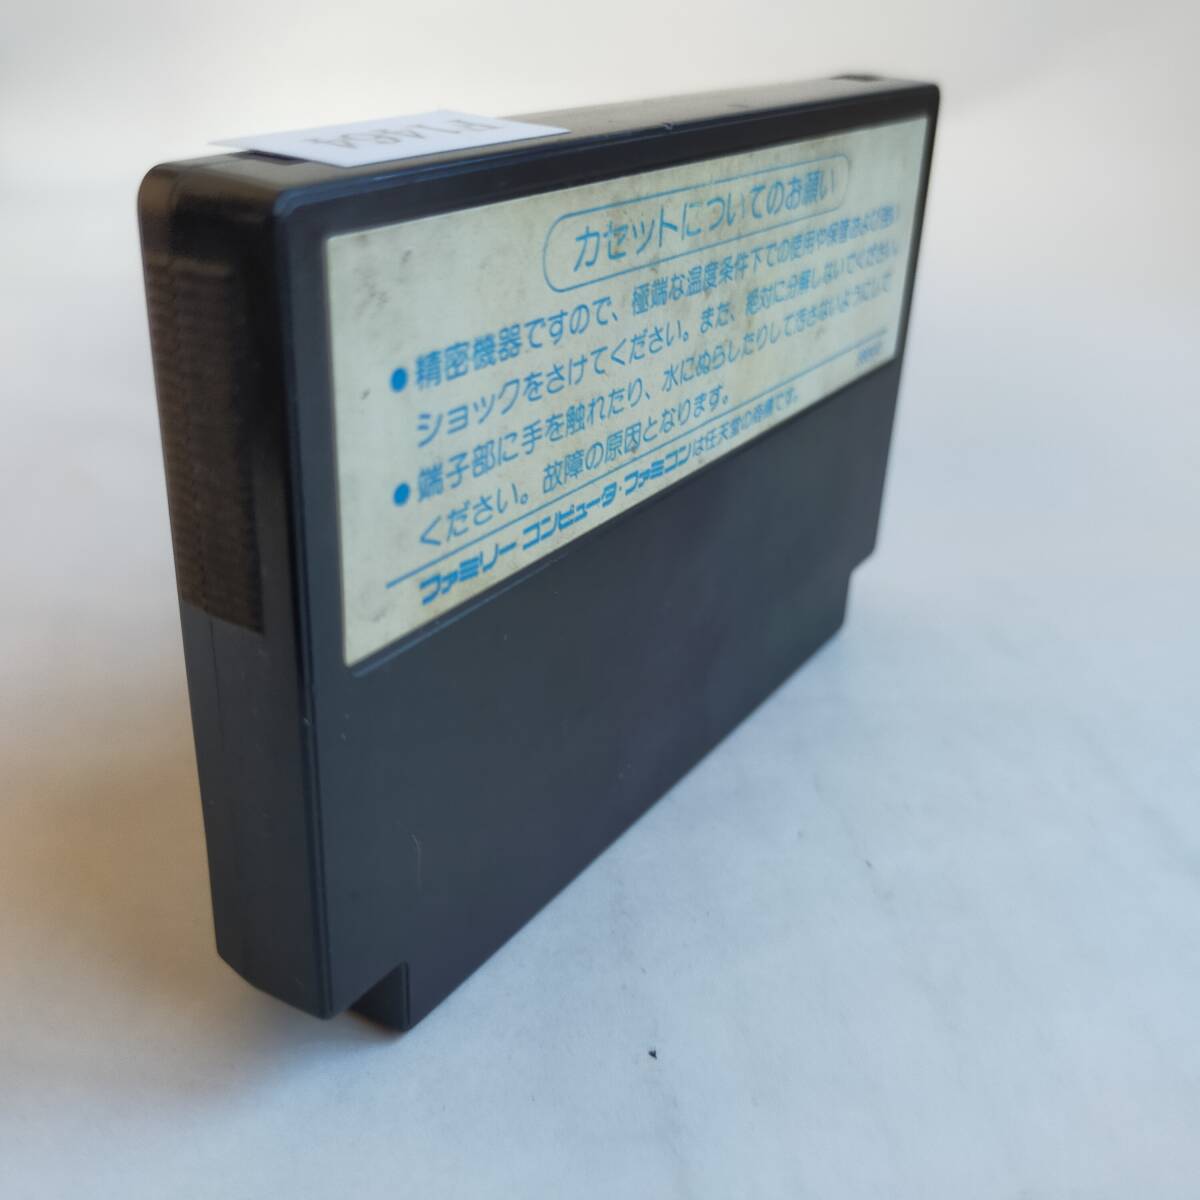 F1464
カセットについてのお願い
●精密機器ですので、極端な温度条件下での使用や保管および強い
ショックをさけてください。また、絶対に分解しないでください。
●端子部に手を触れたり、水にぬらしたりして汚さないようにして
ください。故障の原因となります。
ファミリーコンピュータ・ファミコンは任天堂の商標です。